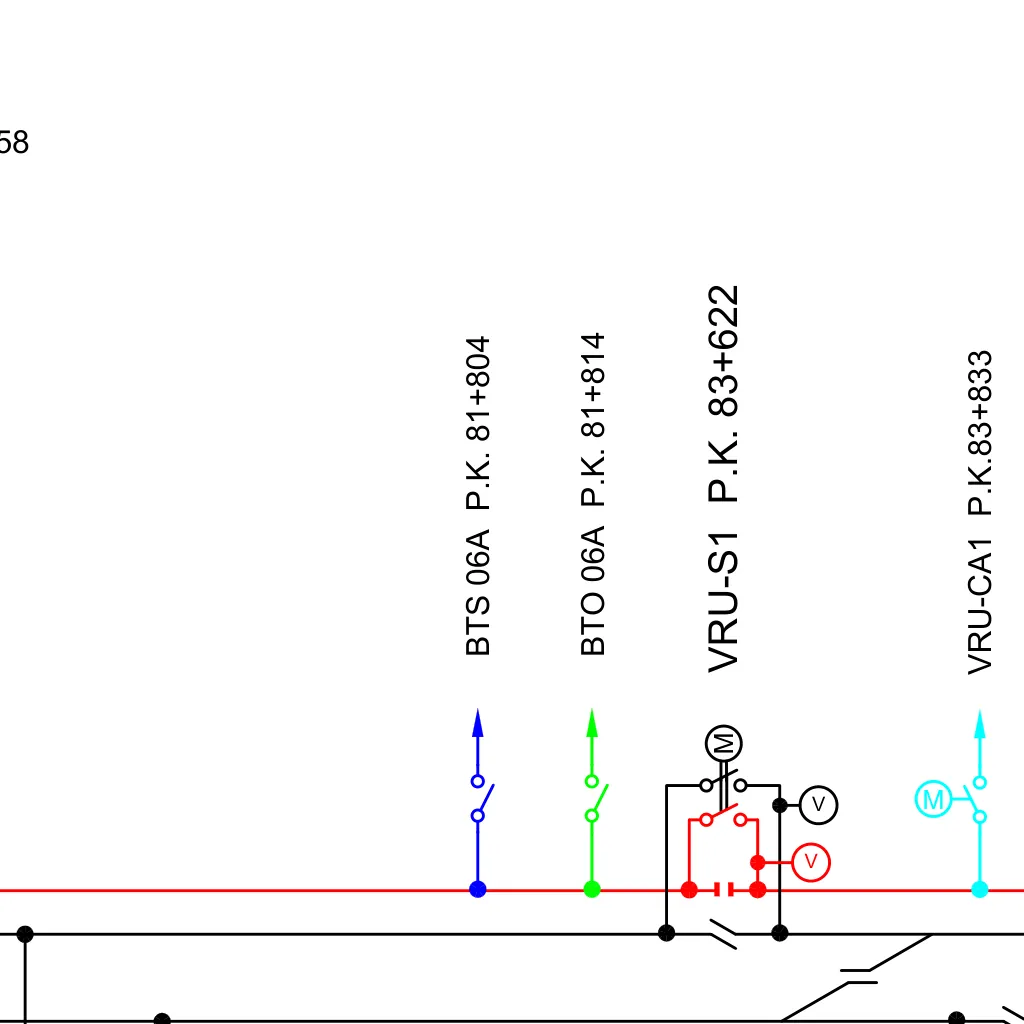 58
BTS 06A P.K. 81+804
BTO 06A P.K. 81+814
VRU-S1 P.K. 83+622
VRU-CA1 P.K.83+833
M
M
V
V